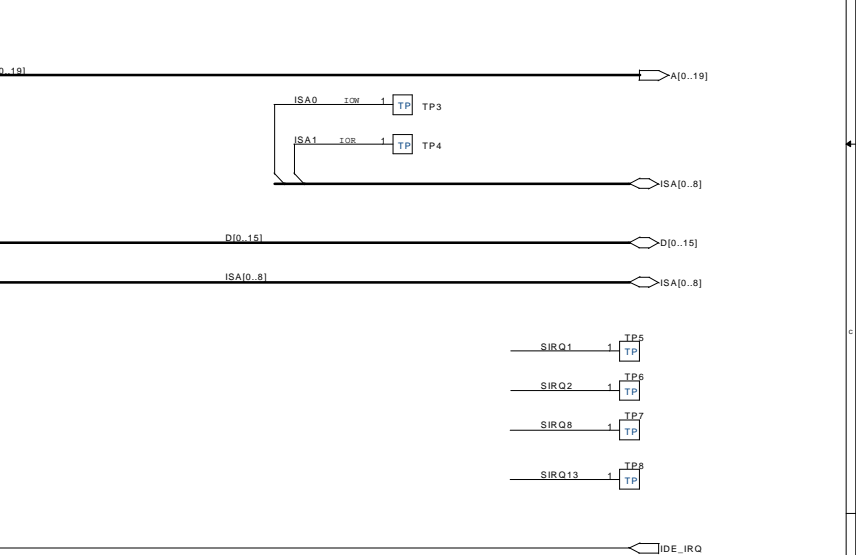 0..19]
A[0..19]
ISA0 IOW 1 TP TP3
ISA1 IOR 1 TP TP4
ISA[0..8]
D[0..15] D[0..15]
ISA[0..8] ISA[0..8]
TP5
SIRQ1 1 TP
TP6
SIRQ2 1 TP
TP7
SIRQ8 1 TP
TP8
SIRQ13 1 TP
IDE_IRQ
C